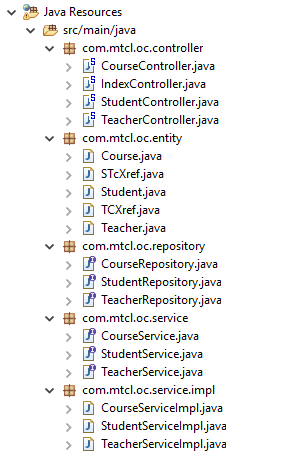 Java Resources
src/main/java
com.mtcl.oc.controller
CourseController.java
IndexController.java
StudentController.java
TeacherController.java
com.mtcl.oc.entity
Course.java
STcXref.java
Student.java
TCXref.java
Teacher.java
com.mtcl.oc.repository
CourseRepository.java
StudentRepository.java
TeacherRepository.java
com.mtcl.oc.service
CourseService.java
StudentService.java
TeacherService.java
com.mtcl.oc.service.impl
CourseServiceImpl.java
StudentServiceImpl.java
TeacherServiceImpl.java